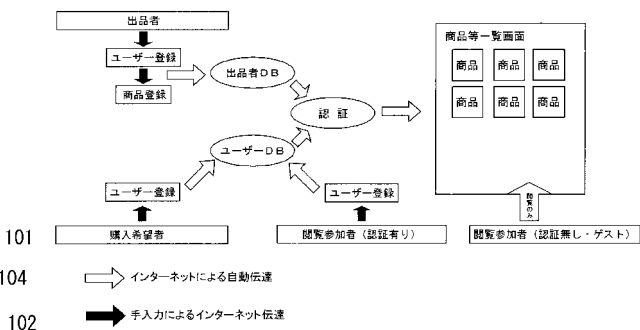 出品者
ユーザー登録
商品登録
出品者DB
認証
ユーザーDB
商品等一覧画面
商品 商品 商品
商品 商品 商品
ユーザー登録
ユーザー登録
閲覧のみ
101 購入希望者 閲覧参加者（認証有り） 閲覧参加者（認証無し・ゲスト）
104 インターネットによる自動伝達
102 手入力によるインターネット伝達